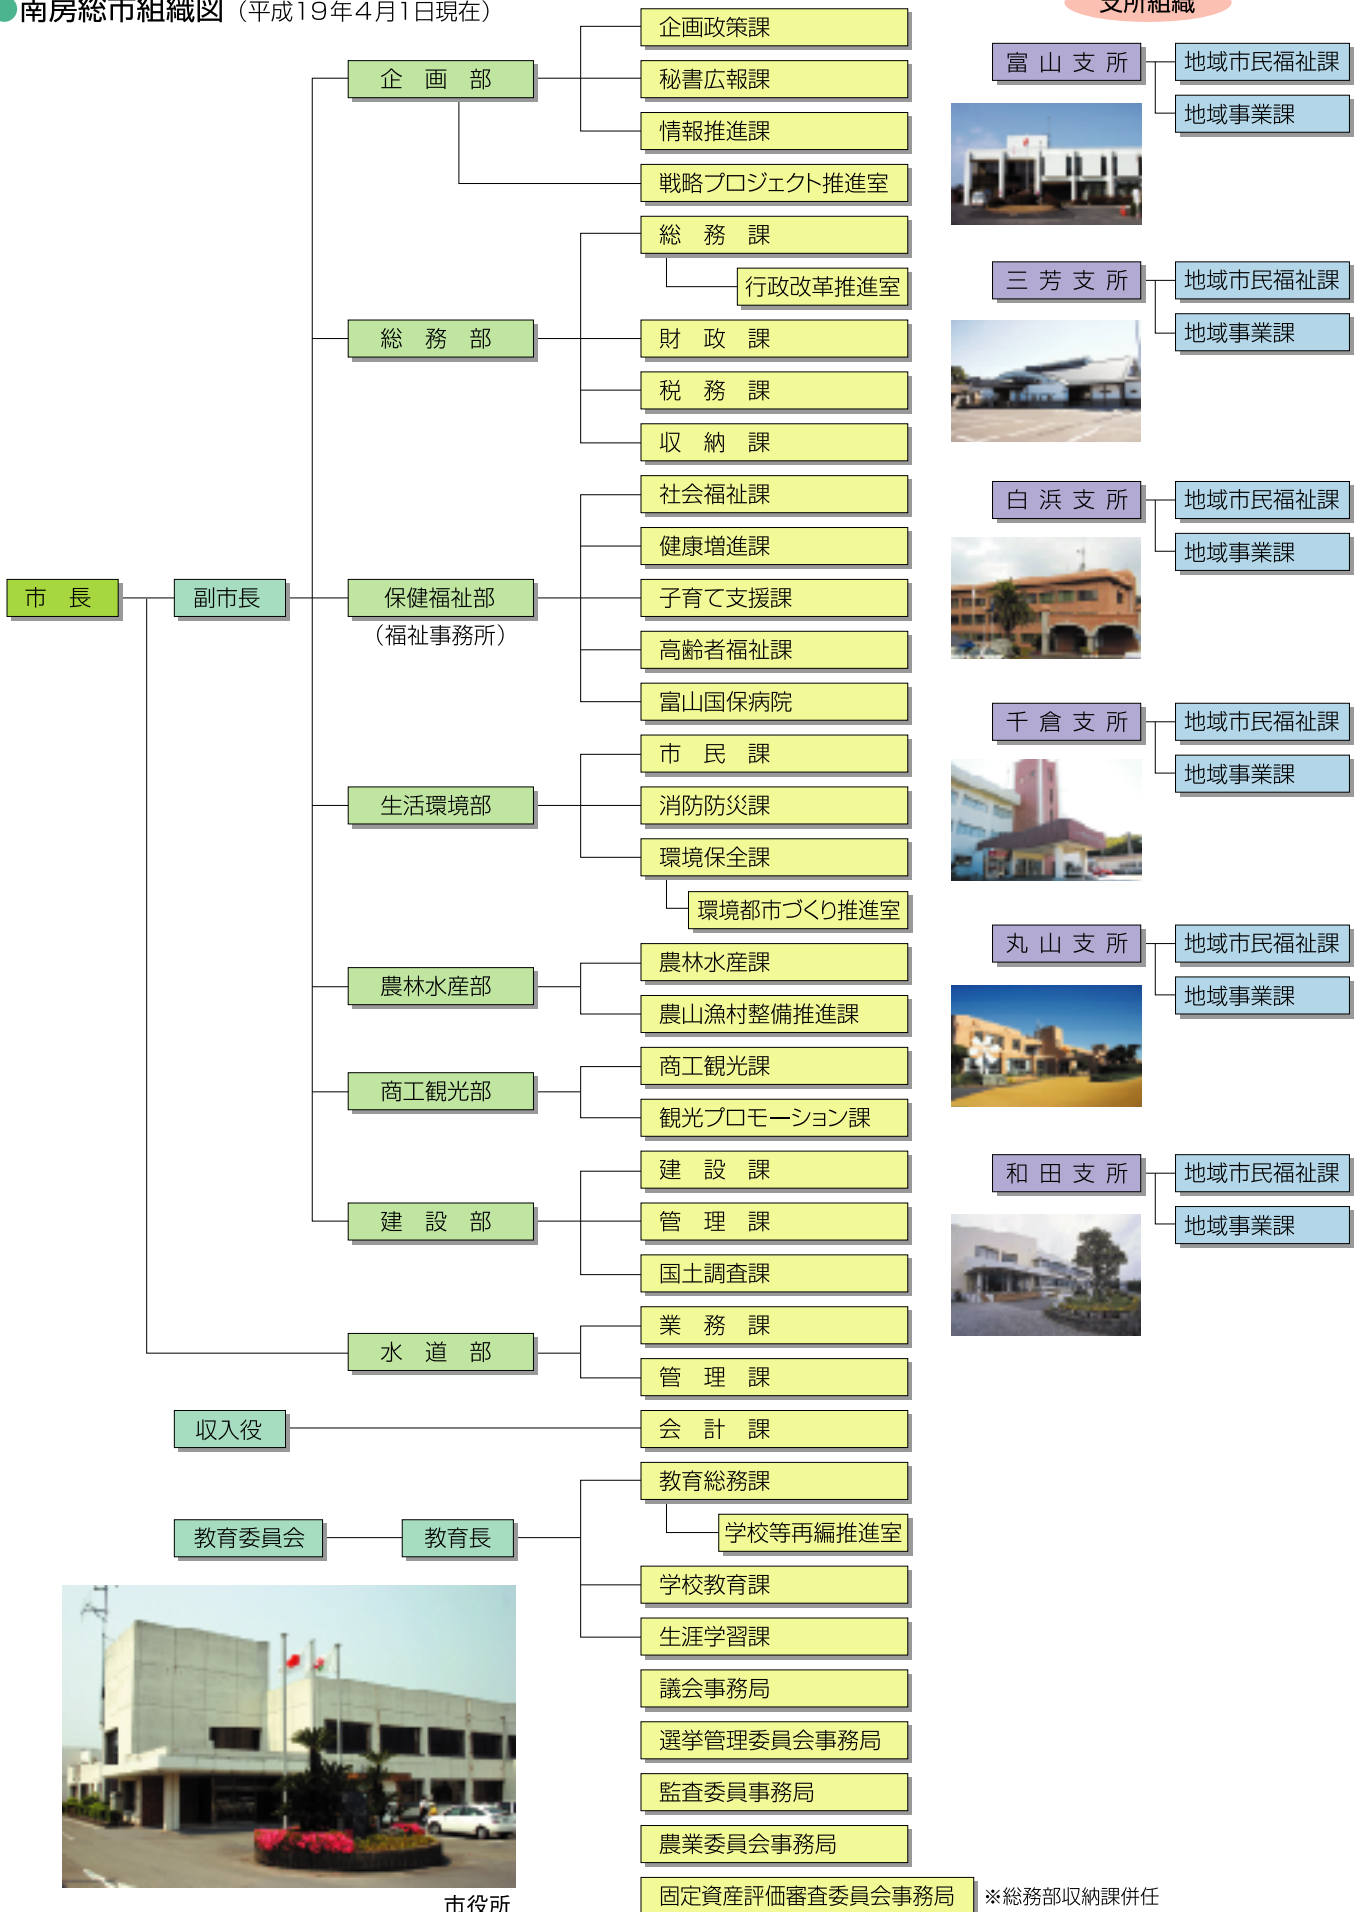 ●南房総市組織図（平成19年4月1日現在）
市　長
副市長
企　画　部
企画政策課
秘書広報課
情報推進課
戦略プロジェクト推進室
総　務　部
総　務　課
行政改革推進室
財　政　課
税　務　課
収　納　課
保健福祉部
（福祉事務所）
社会福祉課
健康増進課
子育て支援課
高齢者福祉課
富山国保病院
生活環境部
市　民　課
消防防災課
環境保全課
環境都市づくり推進室
農林水産部
農林水産課
農山漁村整備推進課
商工観光部
商工観光課
観光プロモーション課
建　設　部
建　設　課
管　理　課
国土調査課
水　道　部
業　務　課
管　理　課
収入役
会　計　課
教育委員会
教育長
教育総務課
学校等再編推進室
学校教育課
生涯学習課
議会事務局
選挙管理委員会事務局
監査委員事務局
農業委員会事務局
固定資産評価審査委員会事務局 ※総務部収納課併任
市役所
支所組織
富山支所
地域市民福祉課
地域事業課
三芳支所
地域市民福祉課
地域事業課
白浜支所
地域市民福祉課
地域事業課
千倉支所
地域市民福祉課
地域事業課
丸山支所
地域市民福祉課
地域事業課
和田支所
地域市民福祉課
地域事業課